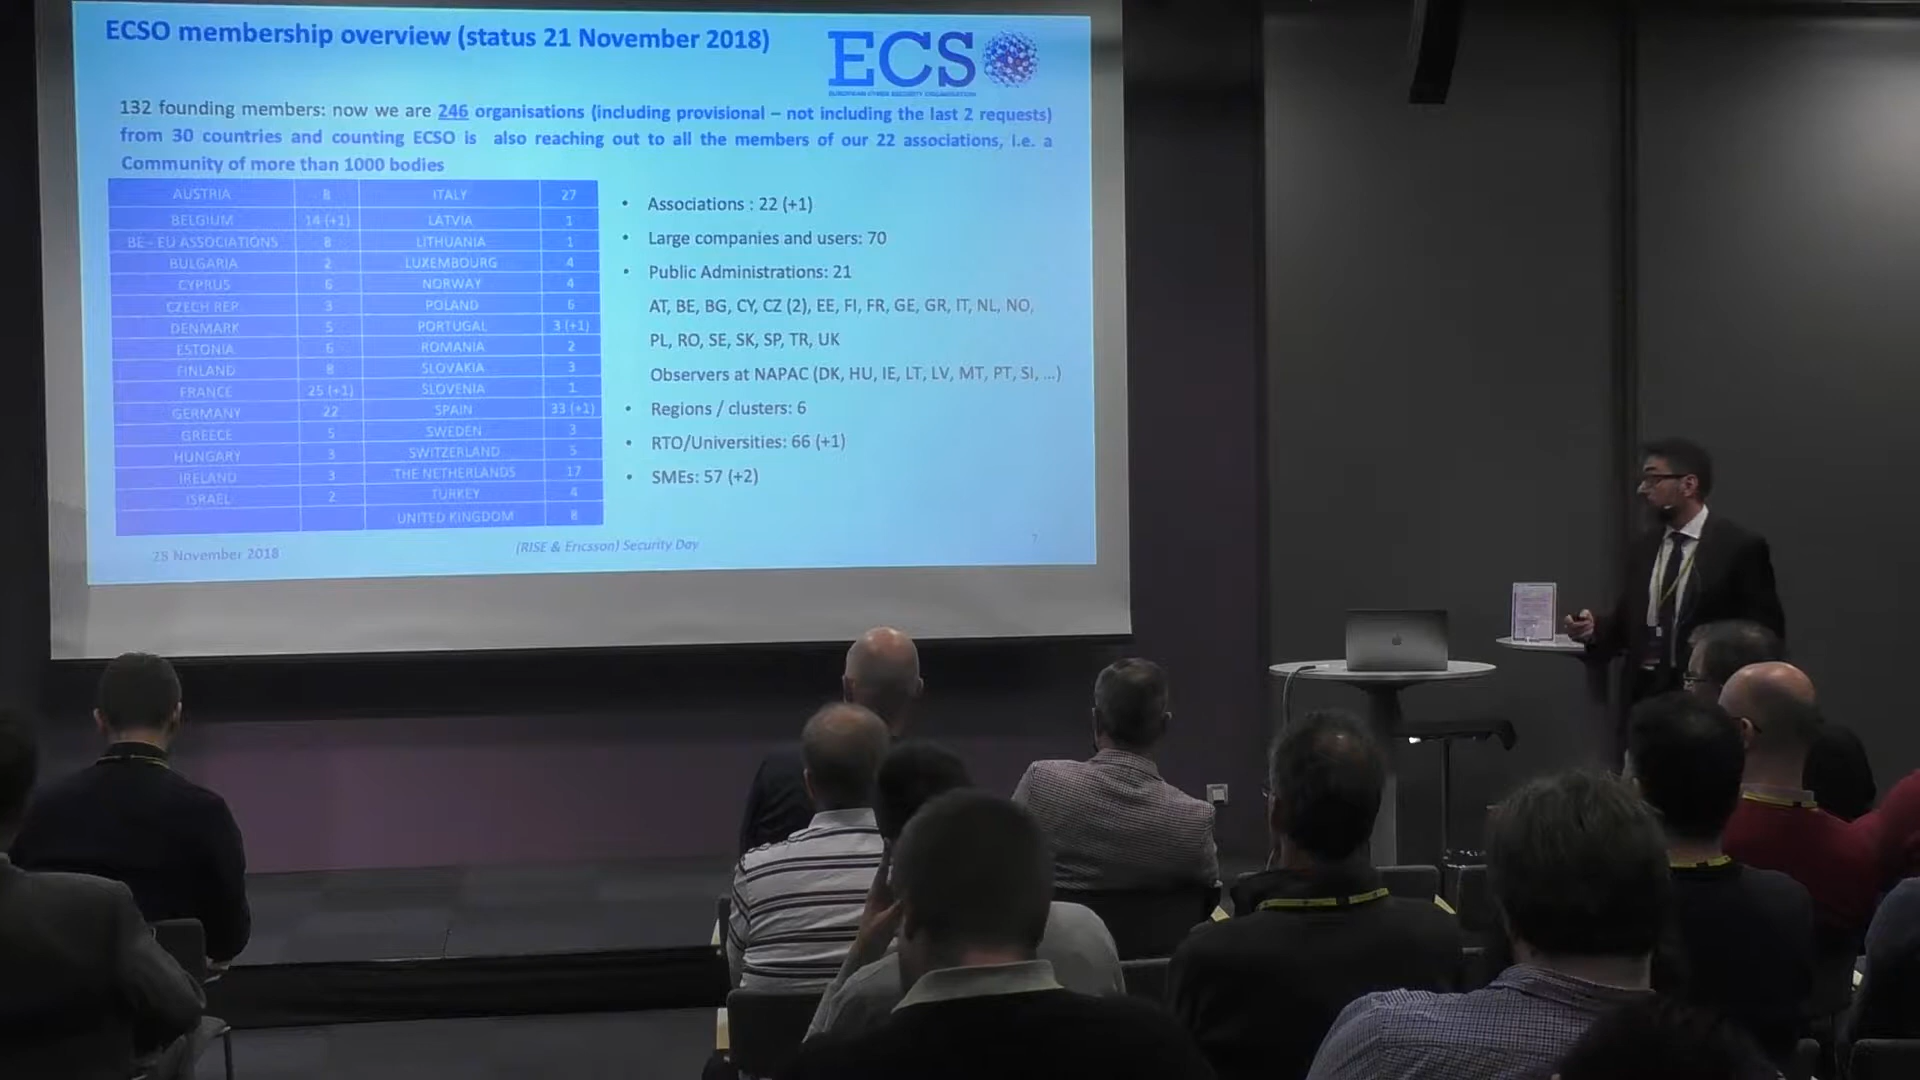 ECSO membership overview (status 21 November 2018)
ECS
EUROPEAN CYBER SECURITY ORGANISATION
132 founding members: now we are 246 organisations (including provisional – not including the last 2 requests)
from 30 countries and counting ECSO is also reaching out to all the members of our 22 associations, i.e. a
Community of more than 1000 bodies
AUSTRIA 8 ITALY 27
BELGIUM 14 (+1) LATVIA 1
BE - EU ASSOCIATIONS 8 LITHUANIA 1
BULGARIA 2 LUXEMBOURG 4
CYPRUS 6 NORWAY 4
CZECH REP. 3 POLAND 6
DENMARK 5 PORTUGAL 3 (+1)
ESTONIA 6 ROMANIA 2
FINLAND 8 SLOVAKIA 3
FRANCE 25 (+1) SLOVENIA 1
GERMANY 22 SPAIN 33 (+1)
GREECE 5 SWEDEN 3
HUNGARY 3 SWITZERLAND 5
IRELAND 3 THE NETHERLANDS 17
ISRAEL 2 TURKEY 4
UNITED KINGDOM 8
• Associations : 22 (+1)
• Large companies and users: 70
• Public Administrations: 21
AT, BE, BG, CY, CZ (2), EE, FI, FR, GE, GR, IT, NL, NO,
PL, RO, SE, SK, SP, TR, UK
Observers at NAPAC (DK, HU, IE, LT, LV, MT, PT, SI, ...)
• Regions / clusters: 6
• RTO/Universities: 66 (+1)
• SMEs: 57 (+2)
28 November 2018
(RISE & Ericsson) Security Day
7